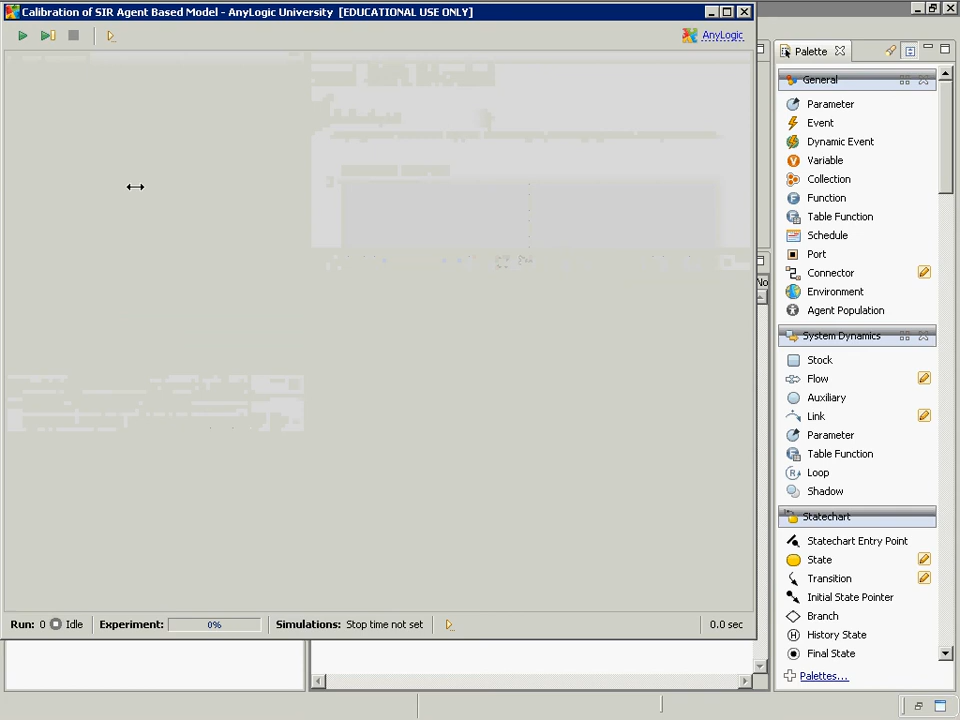 Calibration of SIR Agent Based Model - AnyLogic University [EDUCATIONAL USE ONLY]
AnyLogic
Palette
General
Parameter
Event
Dynamic Event
Variable
Collection
Function
Table Function
Schedule
Port
Connector
Environment
Agent Population
No
System Dynamics
Stock
Flow
Auxiliary
Link
Parameter
Table Function
Loop
Shadow
Statechart
Statechart Entry Point
State
Transition
Initial State Pointer
Branch
History State
Final State
Palettes...
Run: 0 Idle Experiment: 0% Simulations: Stop time not set 0.0 sec